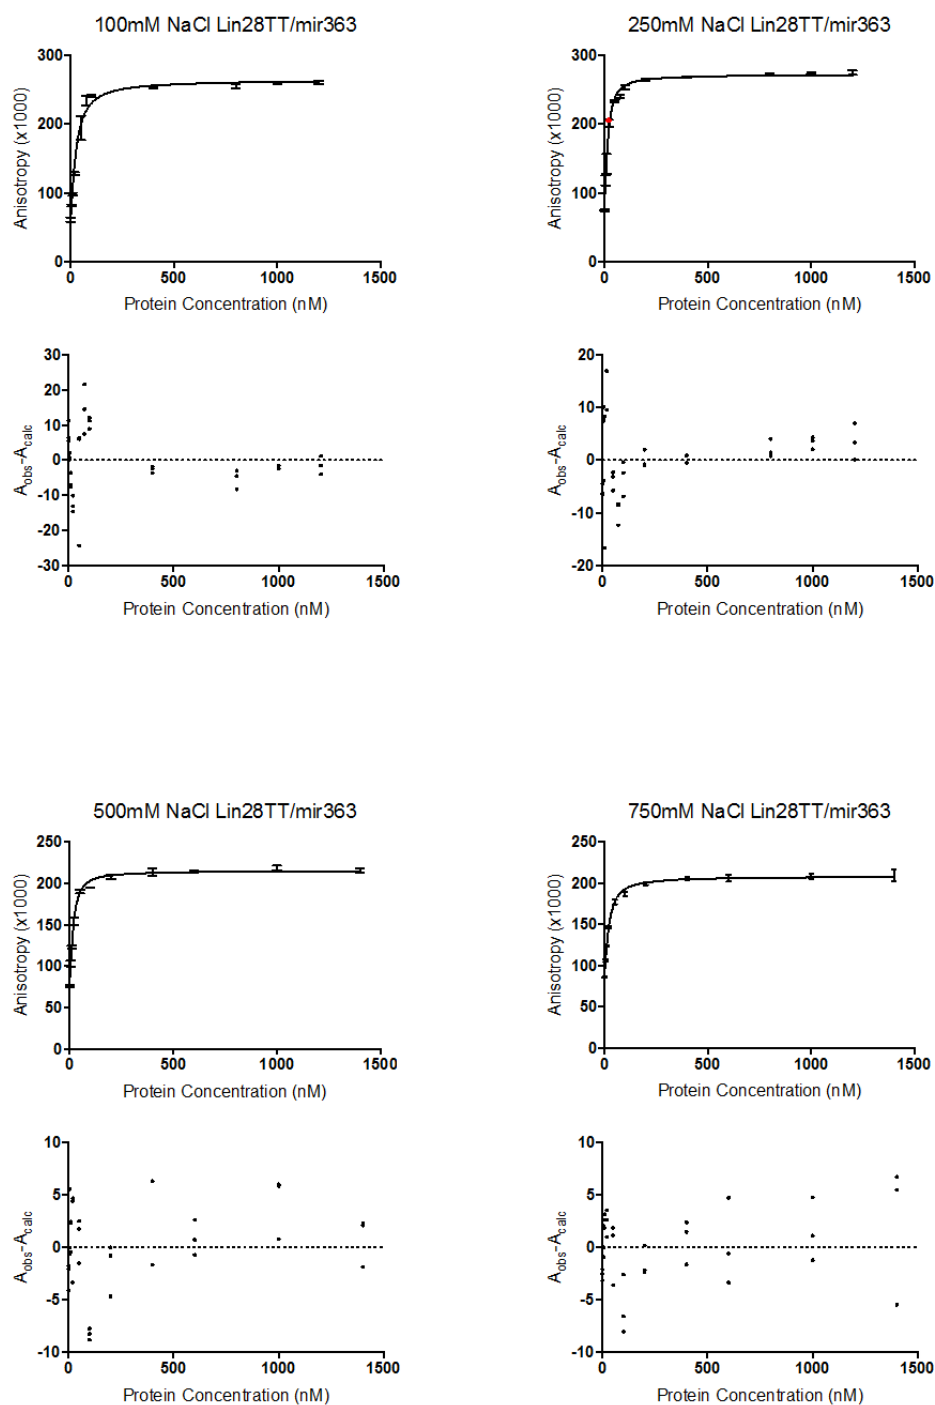 100mM NaCl Lin28TT/mir363
300
200
100
0
0 500 1000 1500
Anisotropy (x1000)
Protein Concentration (nM)
30
20
10
0
-10
-20
-30
0 500 1000 1500
Aobs-Acalc
Protein Concentration (nM)
250mM NaCl Lin28TT/mir363
300
200
100
0
0 500 1000 1500
Anisotropy (x1000)
Protein Concentration (nM)
20
10
0
-10
-20
0 500 1000 1500
Aobs-Acalc
Protein Concentration (nM)
500mM NaCl Lin28TT/mir363
250
200
150
100
50
0
0 500 1000 1500
Anisotropy (x1000)
Protein Concentration (nM)
10
5
0
-5
-10
0 500 1000 1500
Aobs-Acalc
Protein Concentration (nM)
750mM NaCl Lin28TT/mir363
250
200
150
100
50
0
0 500 1000 1500
Anisotropy (x1000)
Protein Concentration (nM)
10
5
0
-5
-10
0 500 1000 1500
Aobs-Acalc
Protein Concentration (nM)